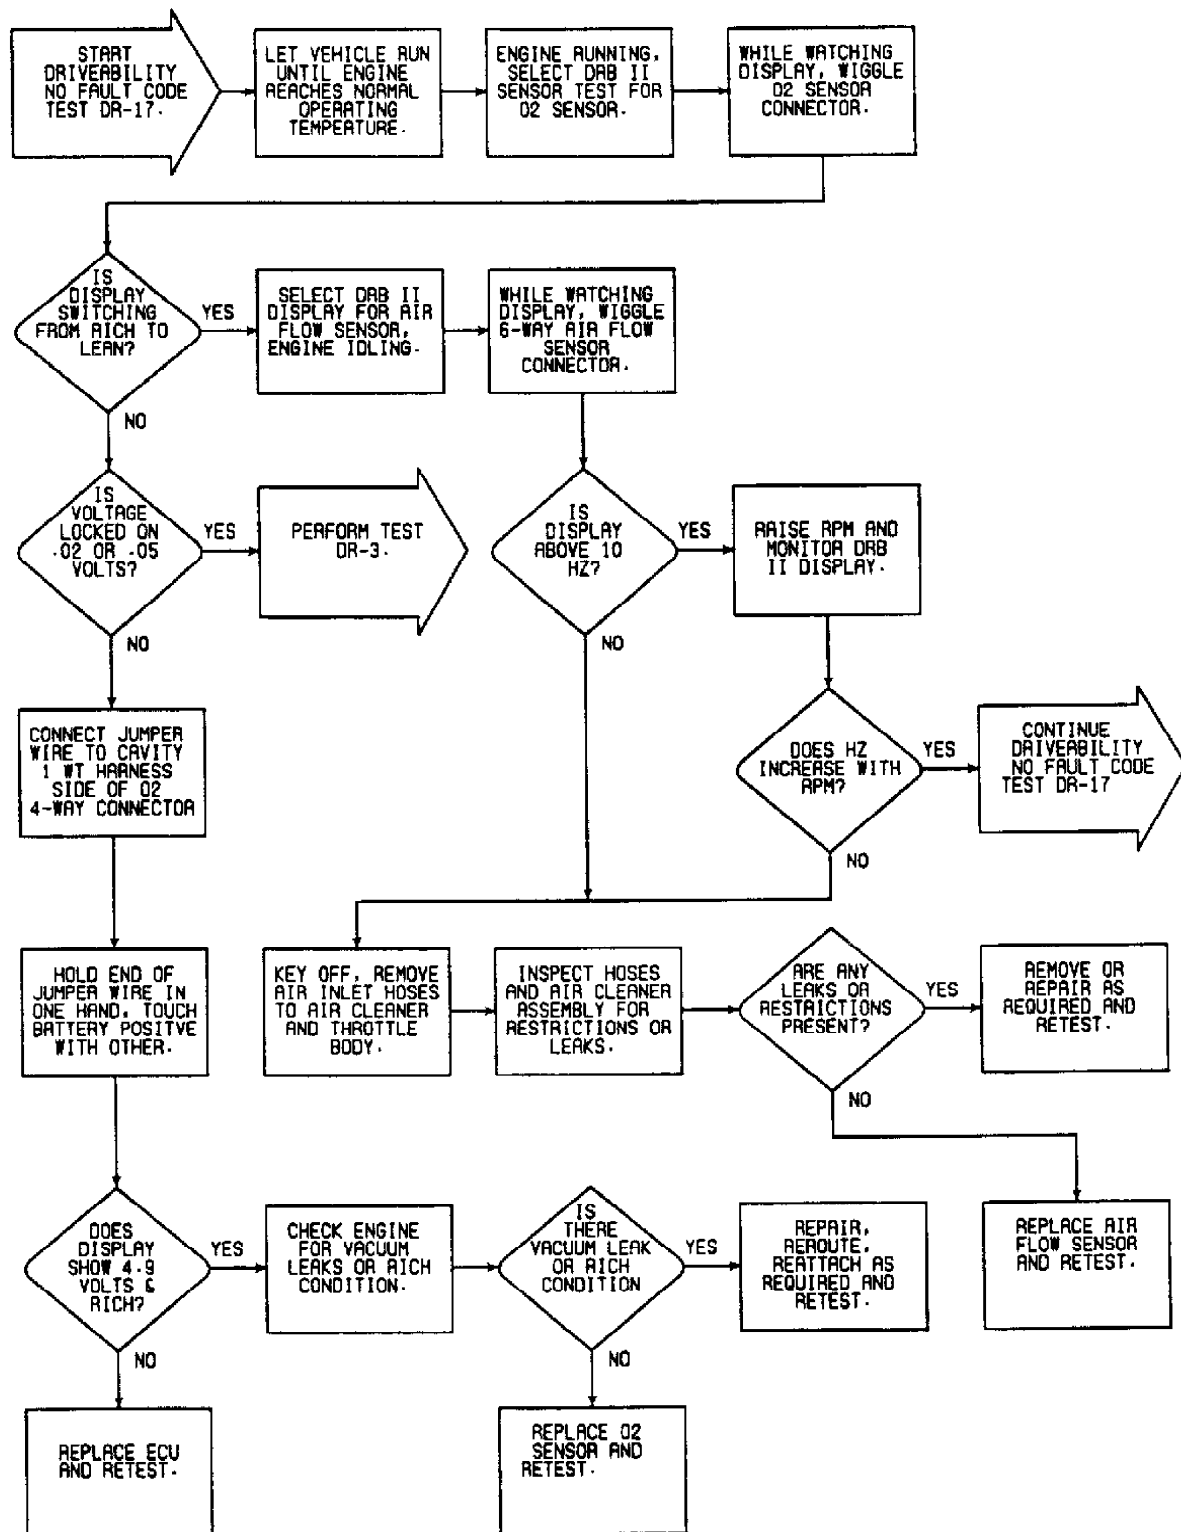 START
DRIVEABILITY
NO FAULT CODE
TEST DR-17.
LET VEHICLE RUN
UNTIL ENGINE
REACHES NORMAL
OPERATING
TEMPERATURE.
ENGINE RUNNING,
SELECT DRB II
SENSOR TEST FOR
O2 SENSOR.
WHILE WATCHING
DISPLAY, WIGGLE
O2 SENSOR
CONNECTOR.
IS
DISPLAY
SWITCHING
FROM RICH TO
LEAN?
YES
NO
SELECT DRB II
DISPLAY FOR AIR
FLOW SENSOR,
ENGINE IDLING.
WHILE WATCHING
DISPLAY, WIGGLE
6-WAY AIR FLOW
SENSOR
CONNECTOR.
IS
VOLTAGE
LOCKED ON
.02 OR .05
VOLTS?
YES
NO
PERFORM TEST
DR-3.
IS
DISPLAY
ABOVE 10
HZ?
YES
NO
RAISE RPM AND
MONITOR DRB
II DISPLAY.
CONNECT JUMPER
WIRE TO CAVITY
1 WT HARNESS
SIDE OF O2
4-WAY CONNECTOR
DOES HZ
INCREASE WITH
RPM?
YES
NO
CONTINUE
DRIVEABILITY
NO FAULT CODE
TEST DR-17
HOLD END OF
JUMPER WIRE IN
ONE HAND, TOUCH
BATTERY POSITVE
WITH OTHER.
KEY OFF, REMOVE
AIR INLET HOSES
TO AIR CLEANER
AND THROTTLE
BODY.
INSPECT HOSES
AND AIR CLEANER
ASSEMBLY FOR
RESTRICTIONS OR
LEAKS.
ARE ANY
LEAKS OR
RESTRICTIONS
PRESENT?
YES
NO
REMOVE OR
REPAIR AS
REQUIRED AND
RETEST.
DOES
DISPLAY
SHOW 4.9
VOLTS &
RICH?
YES
NO
CHECK ENGINE
FOR VACUUM
LEAKS OR RICH
CONDITION.
IS
THERE
VACUUM LEAK
OR RICH
CONDITION
YES
NO
REPAIR,
REROUTE,
REATTACH AS
REQUIRED AND
RETEST.
REPLACE AIR
FLOW SENSOR
AND RETEST.
REPLACE ECU
AND RETEST.
REPLACE O2
SENSOR AND
RETEST.